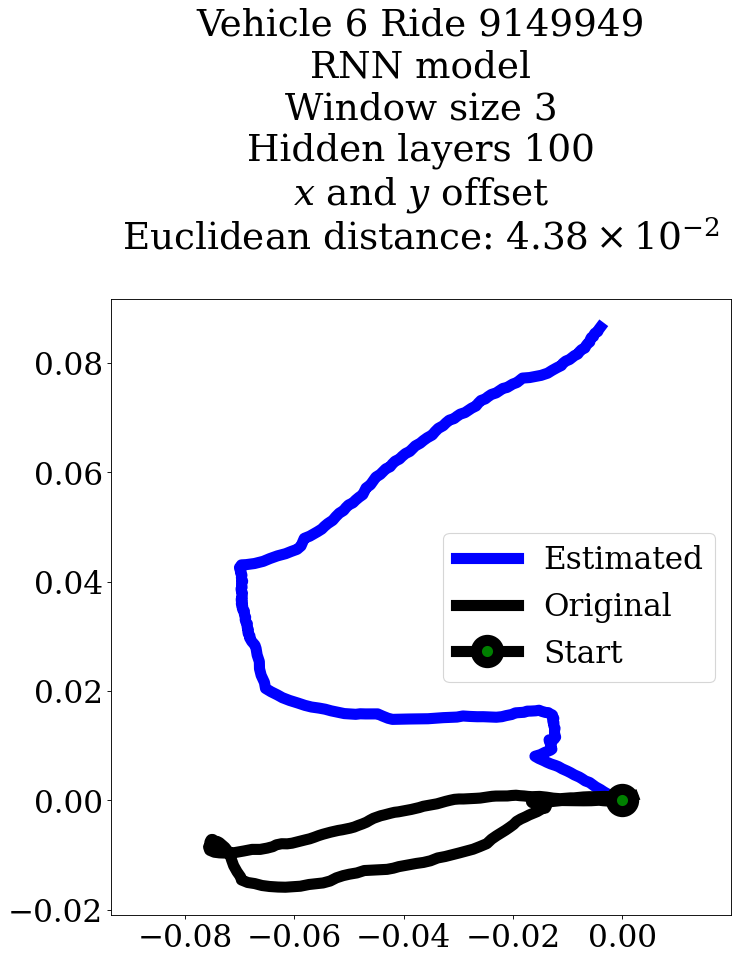 Vehicle 6 Ride 9149949
RNN model
Window size 3
Hidden layers 100
x and y offset
Euclidean distance: 4.38 × 10⁻²
0.08
0.06
0.04
0.02
0.00
−0.02
Estimated
Original
Start
−0.08 −0.06 −0.04 −0.02 0.00